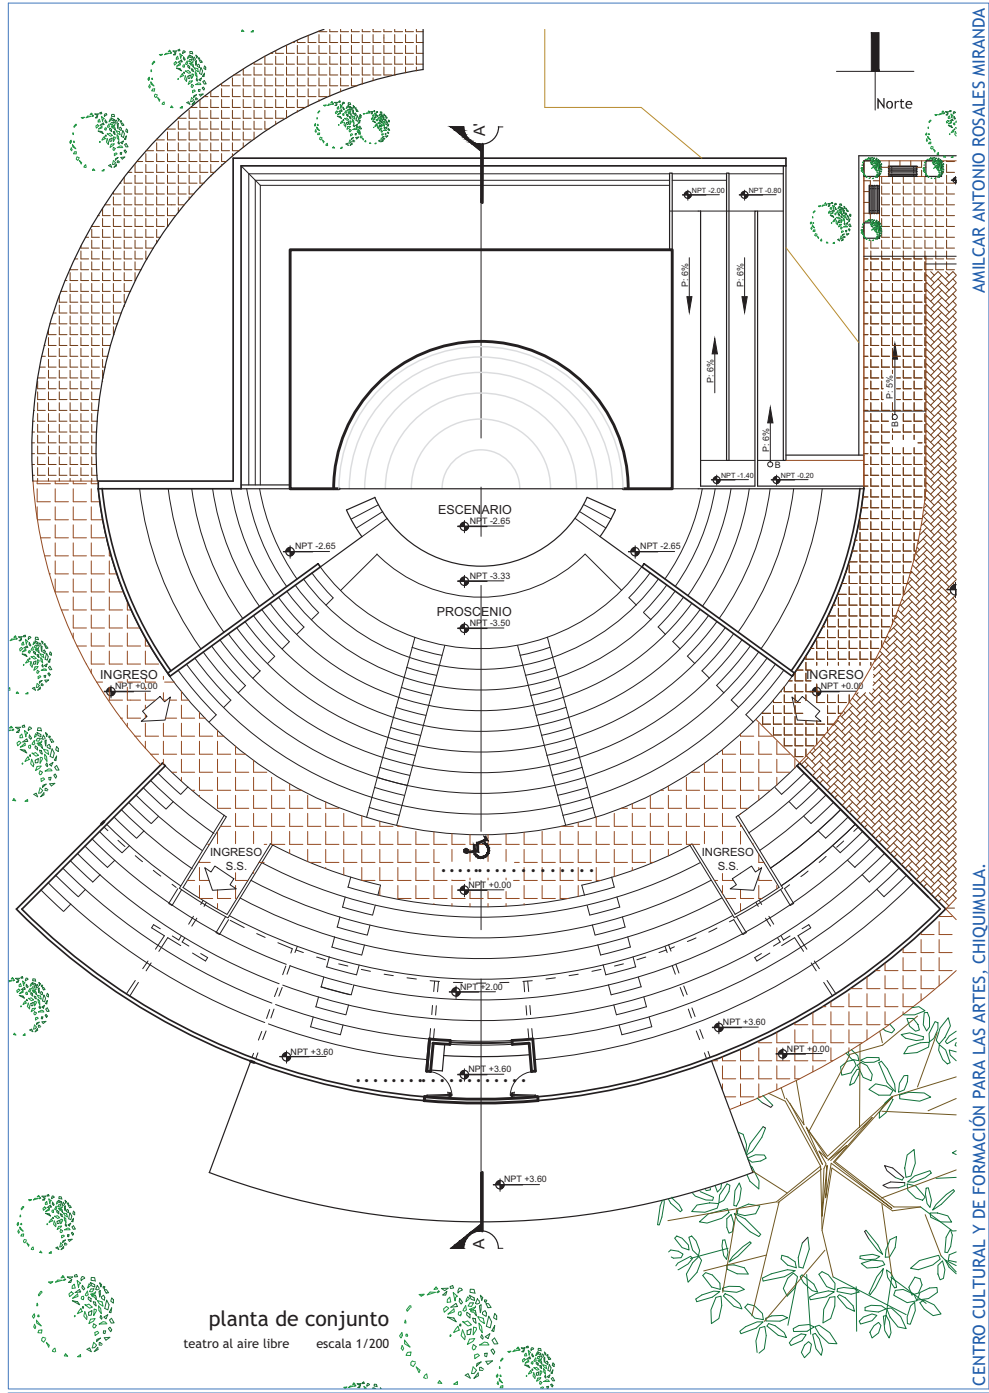 AMILCAR ANTONIO ROSALES MIRANDA
Norte
A'
NPT -2.00
NPT -0.80
P: 6%
P: 6%
P: 6%
P: 5%
B
P: 6%
B
NPT -1.40
NPT -0.20
ESCENARIO
NPT -2.65
NPT -2.65
NPT -2.65
NPT -3.33
PROSCENIO
NPT -3.50
INGRESO
NPT +0.00
INGRESO
NPT +0.00
INGRESO
S.S.
INGRESO
S.S.
NPT +0.00
NPT +2.00
NPT +3.60
NPT +3.60
NPT +0.00
NPT +3.60
NPT +3.60
A
planta de conjunto
teatro al aire libre escala 1/200
CENTRO CULTURAL Y DE FORMACIÓN PARA LAS ARTES, CHIQUIMULA.